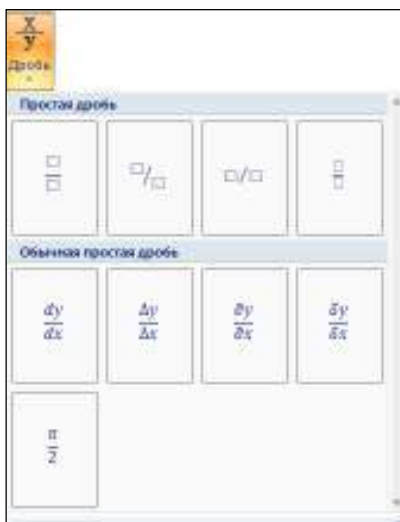 x
y
Дробь
Простая дробь
□/□ □/□ □/□ □/□
Обычная простая дробь
dy/dx Δy/Δx ∂y/∂x δy/δx
π/2